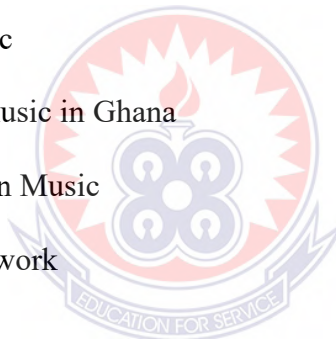 c
usic in Ghana
n Music
work
EDUCATION FOR SERVICE